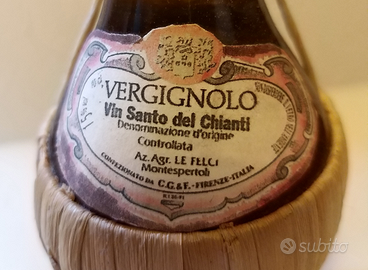 VERGIGNOLO
Vin Santo del Chianti
Denominazione d'origine
Controllata
Az. Agr. LE FELCI
Montespertoli
CONFEZIONATO DA C.G.&F. - FIRENZE-ITALIA
subito